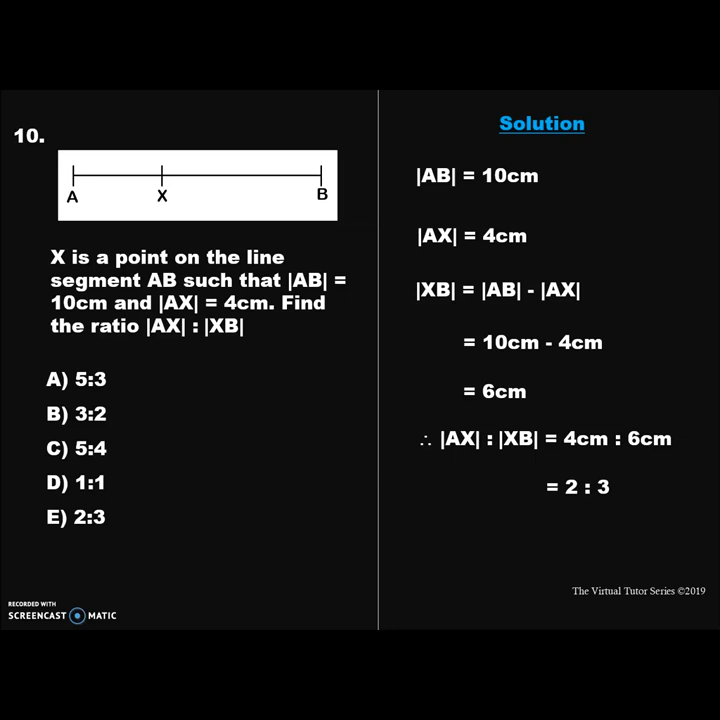 10.
A X B
X is a point on the line
segment AB such that |AB| =
10cm and |AX| = 4cm. Find
the ratio |AX| : |XB|
A) 5:3
B) 3:2
C) 5:4
D) 1:1
E) 2:3
RECORDED WITH
SCREENCAST MATIC
Solution
|AB| = 10cm
|AX| = 4cm
|XB| = |AB| - |AX|
= 10cm - 4cm
= 6cm
∴ |AX| : |XB| = 4cm : 6cm
= 2 : 3
The Virtual Tutor Series ©2019